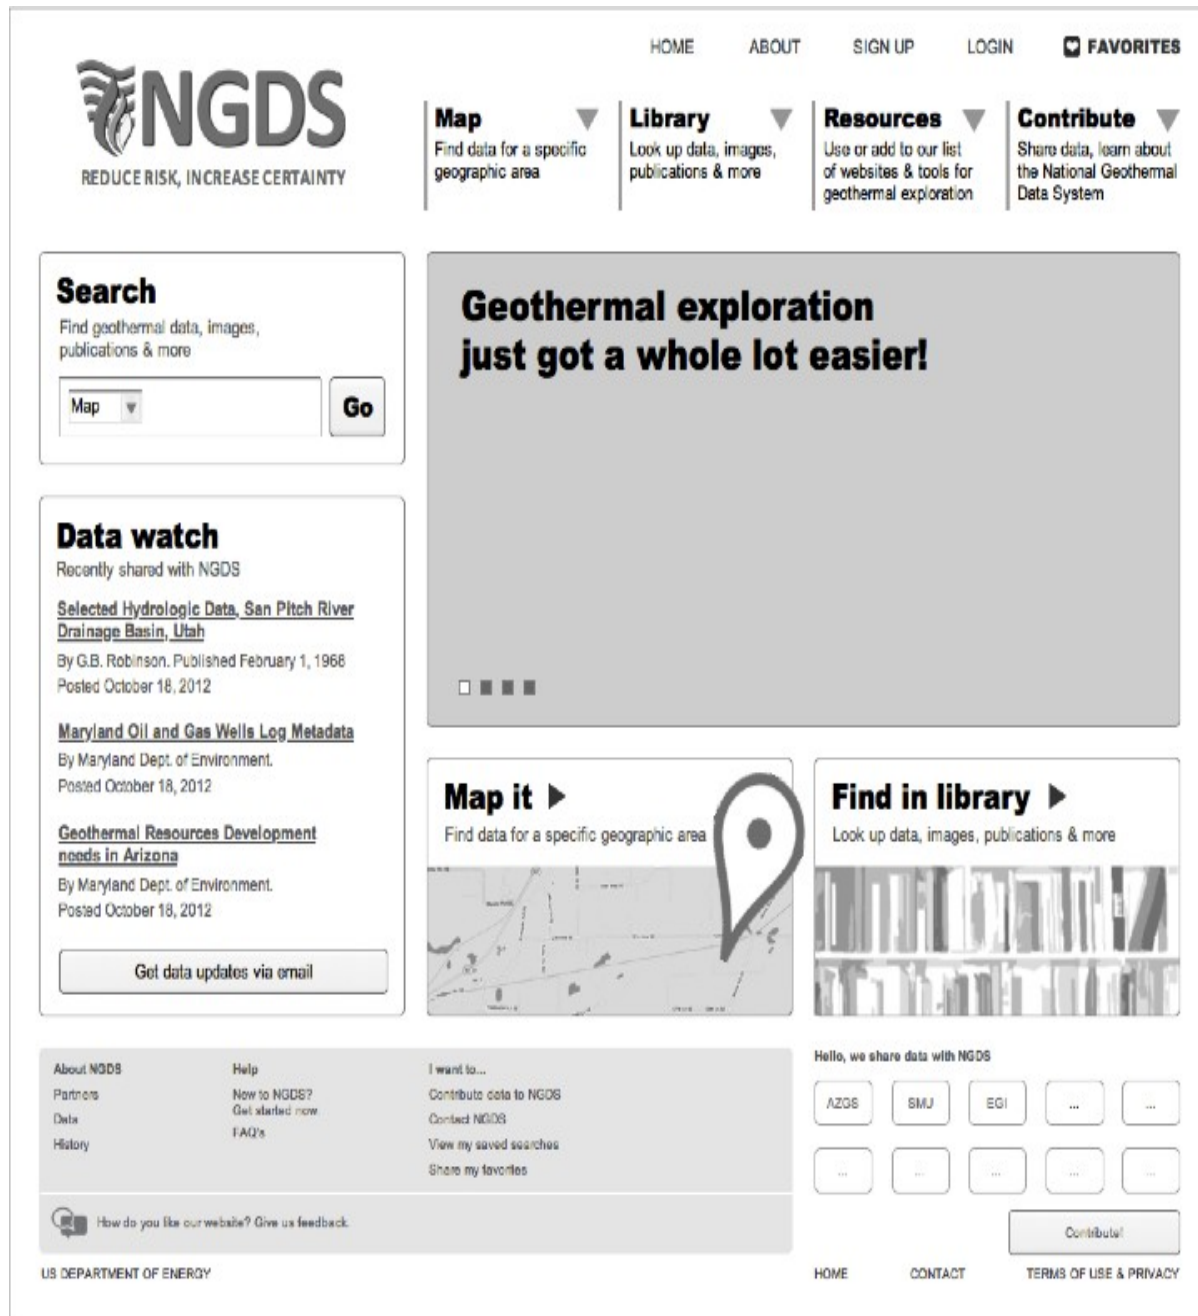 HOME ABOUT SIGN UP LOGIN FAVORITES
NGDS
REDUCE RISK, INCREASE CERTAINTY
Map
Find data for a specific
geographic area
Library
Look up data, images,
publications & more
Resources
Use or add to our list
of websites & tools for
geothermal exploration
Contribute
Share data, learn about
the National Geothermal
Data System
Search
Find geothermal data, images,
publications & more
Map
Go
Geothermal exploration
just got a whole lot easier!
Data watch
Recently shared with NGDS
Selected Hydrologic Data, San Pitch River
Drainage Basin, Utah
By G.B. Robinson. Published February 1, 1968
Posted October 18, 2012
Maryland Oil and Gas Wells Log Metadata
By Maryland Dept. of Environment.
Posted October 18, 2012
Geothermal Resources Development
needs in Arizona
By Maryland Dept. of Environment.
Posted October 18, 2012
Get data updates via email
Map it
Find data for a specific geographic area
Find in library
Look up data, images, publications & more
About NGDS
Partners
Data
History
Help
New to NGDS?
Get started now.
FAQ's
I want to...
Contribute data to NGDS
Contact NGDS
View my saved searches
Share my favorites
How do you like our website? Give us feedback.
Hello, we share data with NGDS
AZGS SMU EGI ... ...
... ... ... ... ...
Contribute!
US DEPARTMENT OF ENERGY
HOME CONTACT TERMS OF USE & PRIVACY